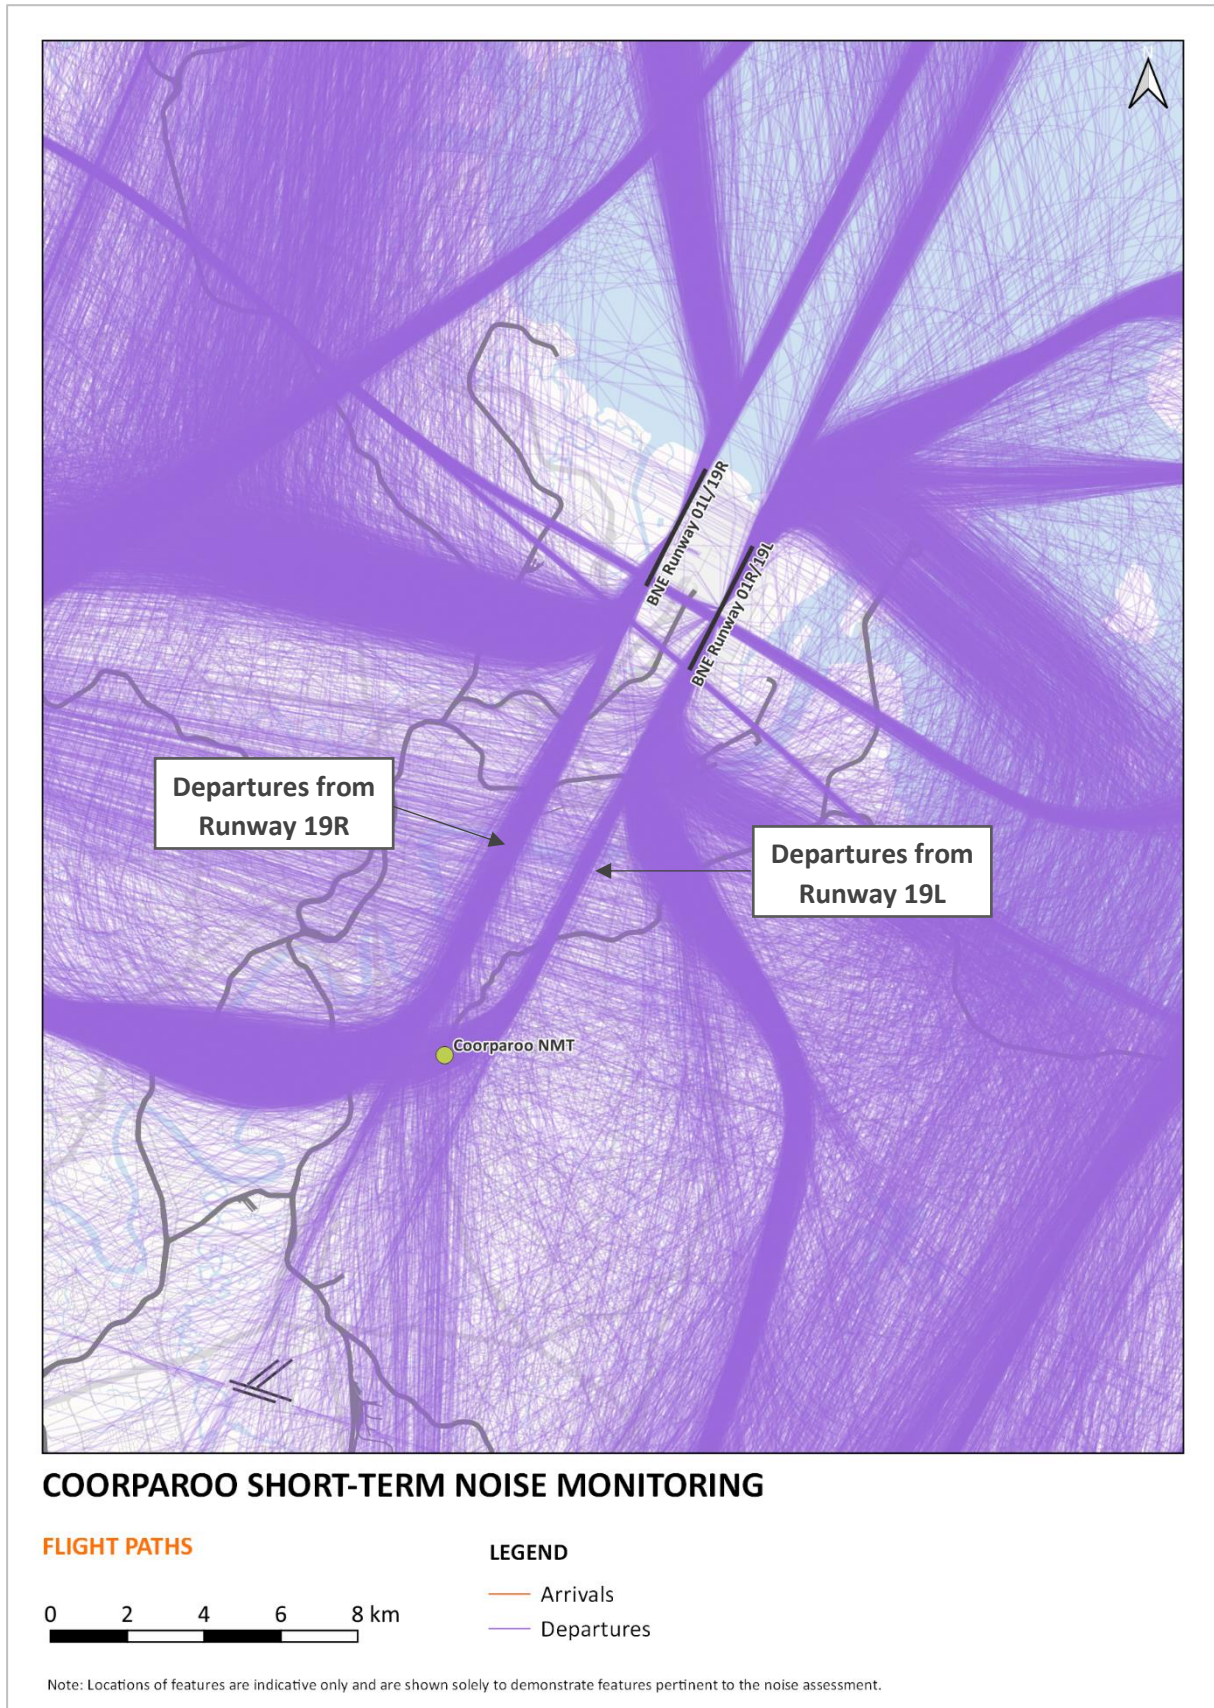 N
BNE Runway 01L/19R
BNE Runway 01R/19L
Departures from
Runway 19R
Departures from
Runway 19L
Coorparoo NMT
COORPAROO SHORT-TERM NOISE MONITORING
FLIGHT PATHS
LEGEND
Arrivals
Departures
0 2 4 6 8 km
Note: Locations of features are indicative only and are shown solely to demonstrate features pertinent to the noise assessment.